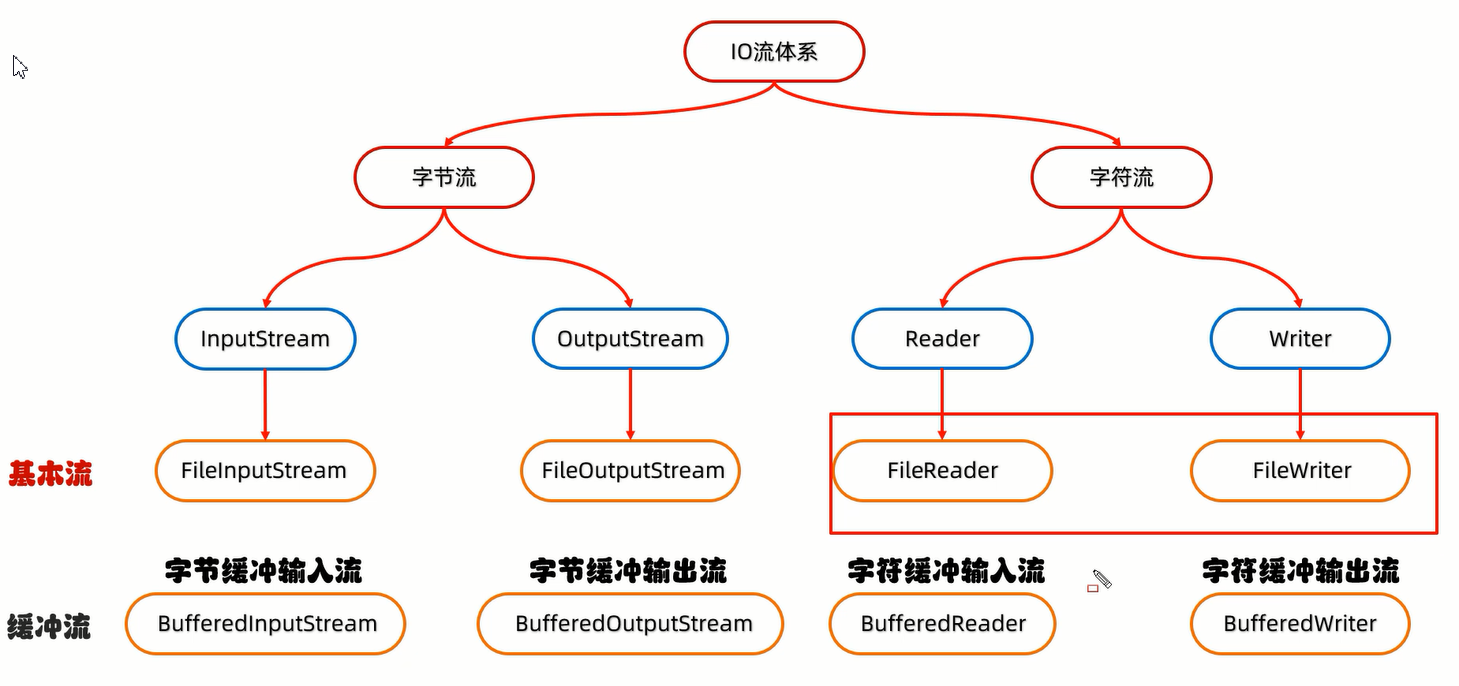 IO流体系
字节流
字符流
InputStream
OutputStream
Reader
Writer
基本流
FileInputStream
FileOutputStream
FileReader
FileWriter
字节缓冲输入流
字节缓冲输出流
字符缓冲输入流
字符缓冲输出流
缓冲流
BufferedInputStream
BufferedOutputStream
BufferedReader
BufferedWriter